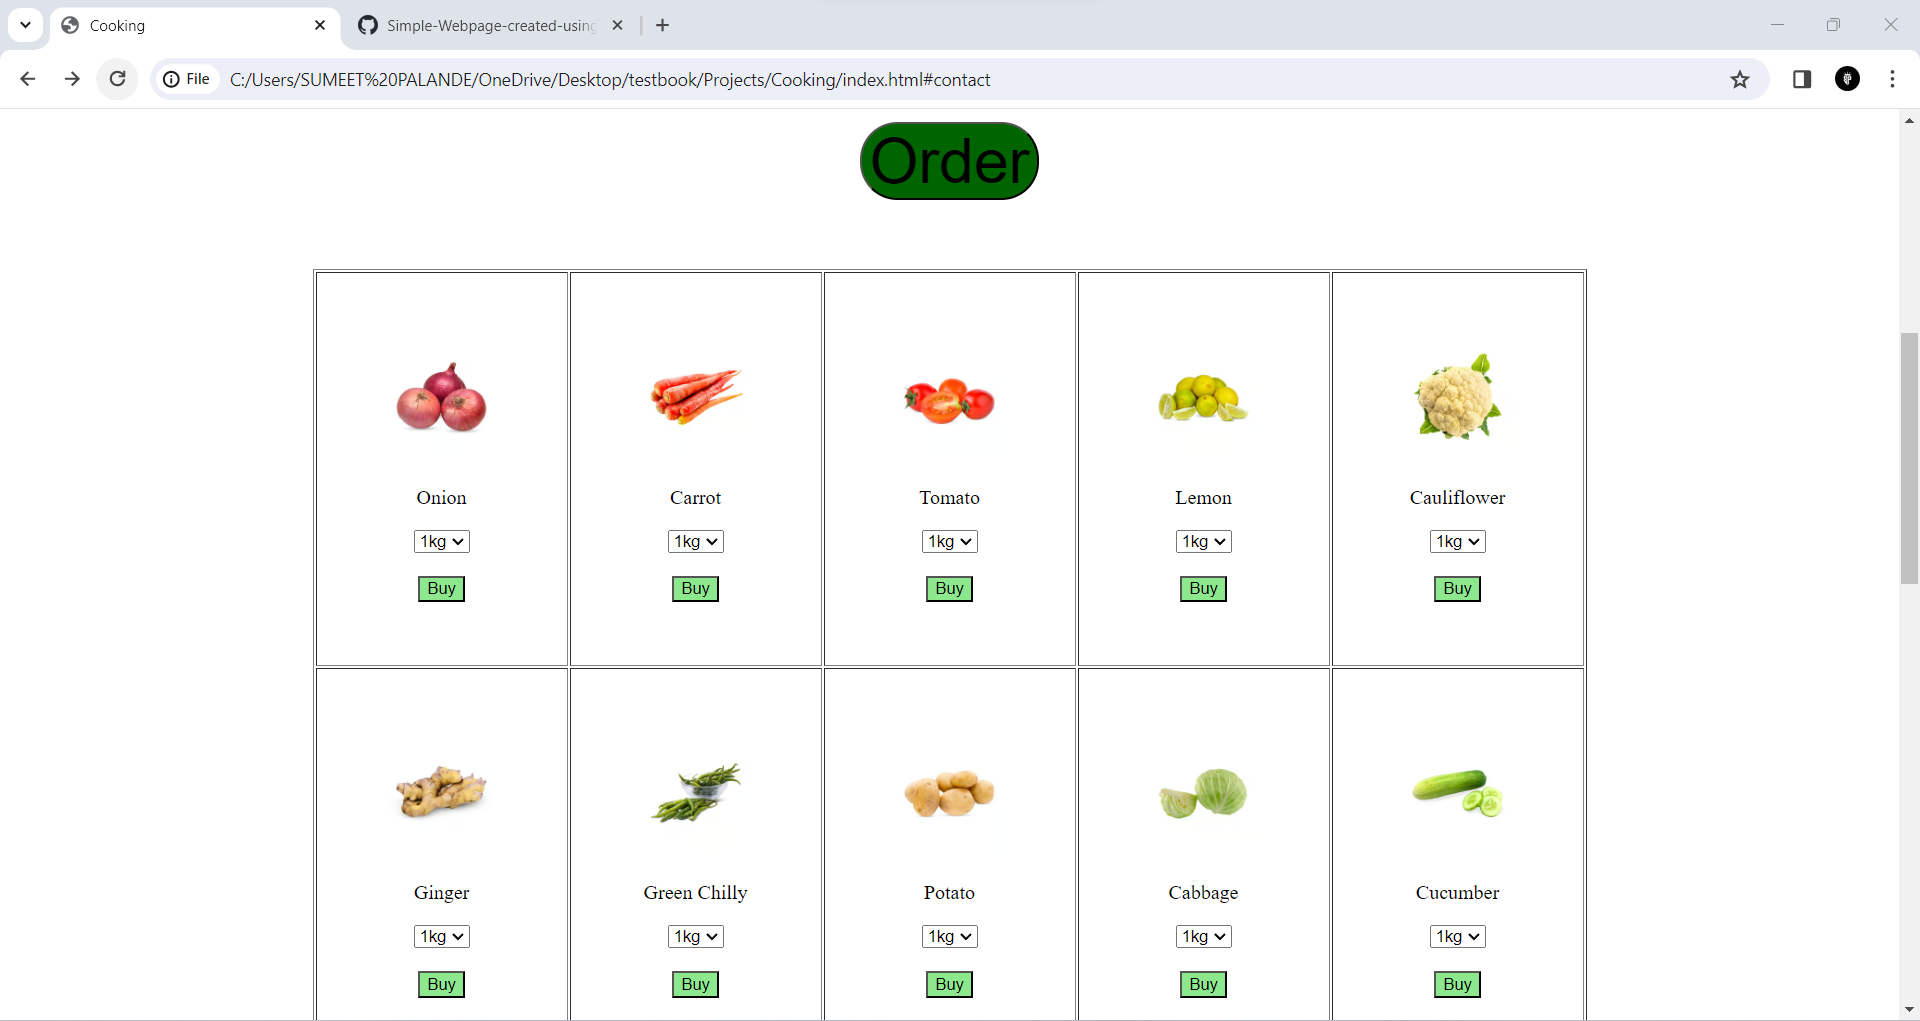 Cooking
Simple-Webpage-created-using
File
C:/Users/SUMEET%20PALANDE/OneDrive/Desktop/testbook/Projects/Cooking/index.html#contact
Order
Onion Carrot Tomato Lemon Cauliflower
1kg 1kg 1kg 1kg 1kg
Buy Buy Buy Buy Buy
Ginger Green Chilly Potato Cabbage Cucumber
1kg 1kg 1kg 1kg 1kg
Buy Buy Buy Buy Buy